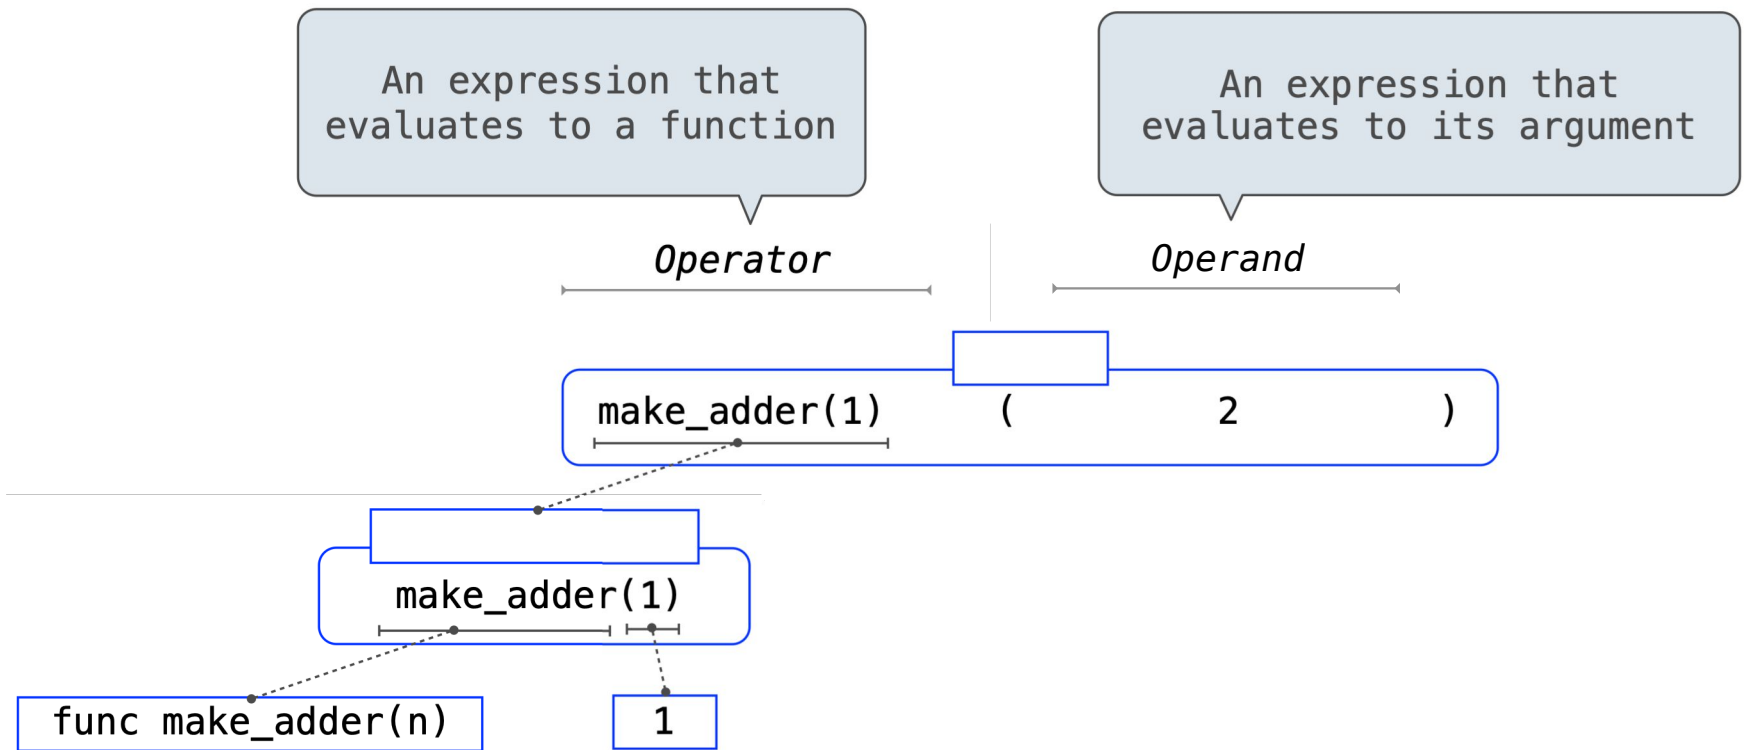 An expression that
evaluates to a function
An expression that
evaluates to its argument
Operator
Operand
make_adder(1) ( 2 )
make_adder(1)
func make_adder(n)
1